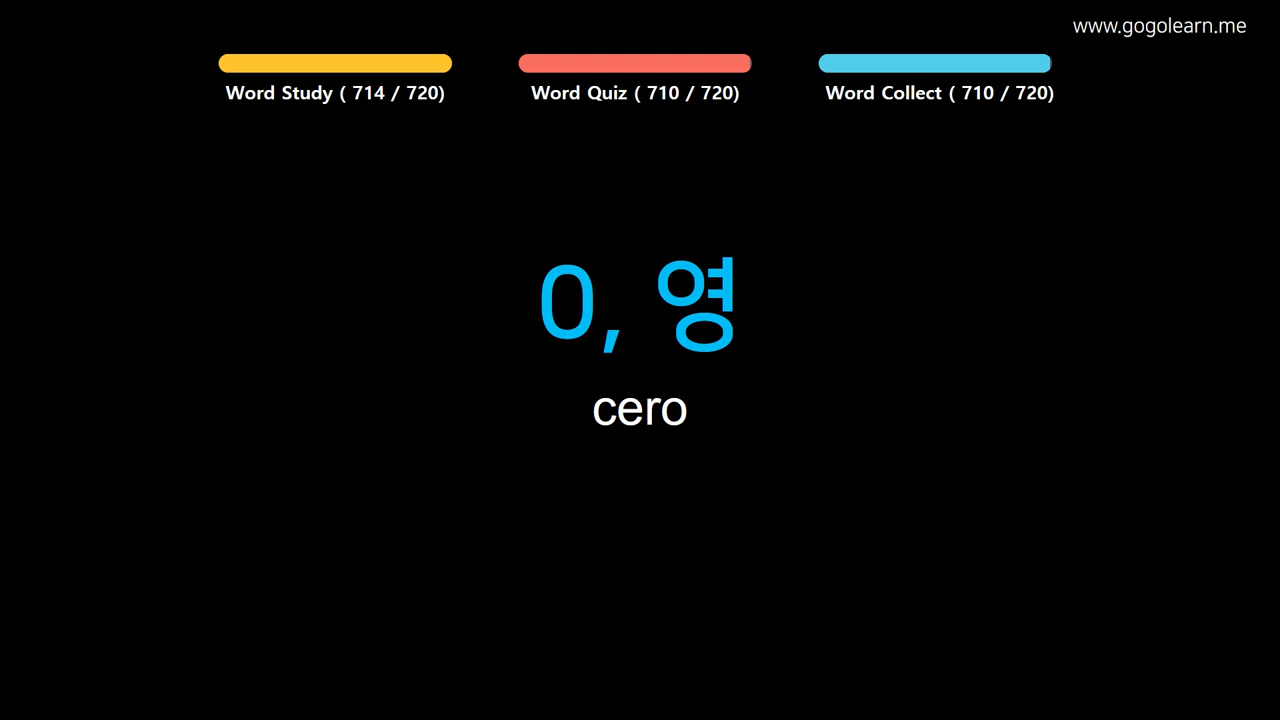 www.gogolearn.me
Word Study ( 714 / 720)
Word Quiz ( 710 / 720)
Word Collect ( 710 / 720)
0, 영
cero